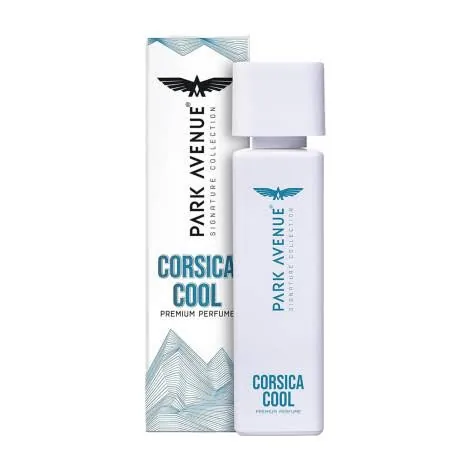 PARK AVENUE®
SIGNATURE COLLECTION
CORSICA
COOL
PREMIUM PERFUME
PARK AVENUE®
SIGNATURE COLLECTION
CORSICA
COOL
PREMIUM PERFUME